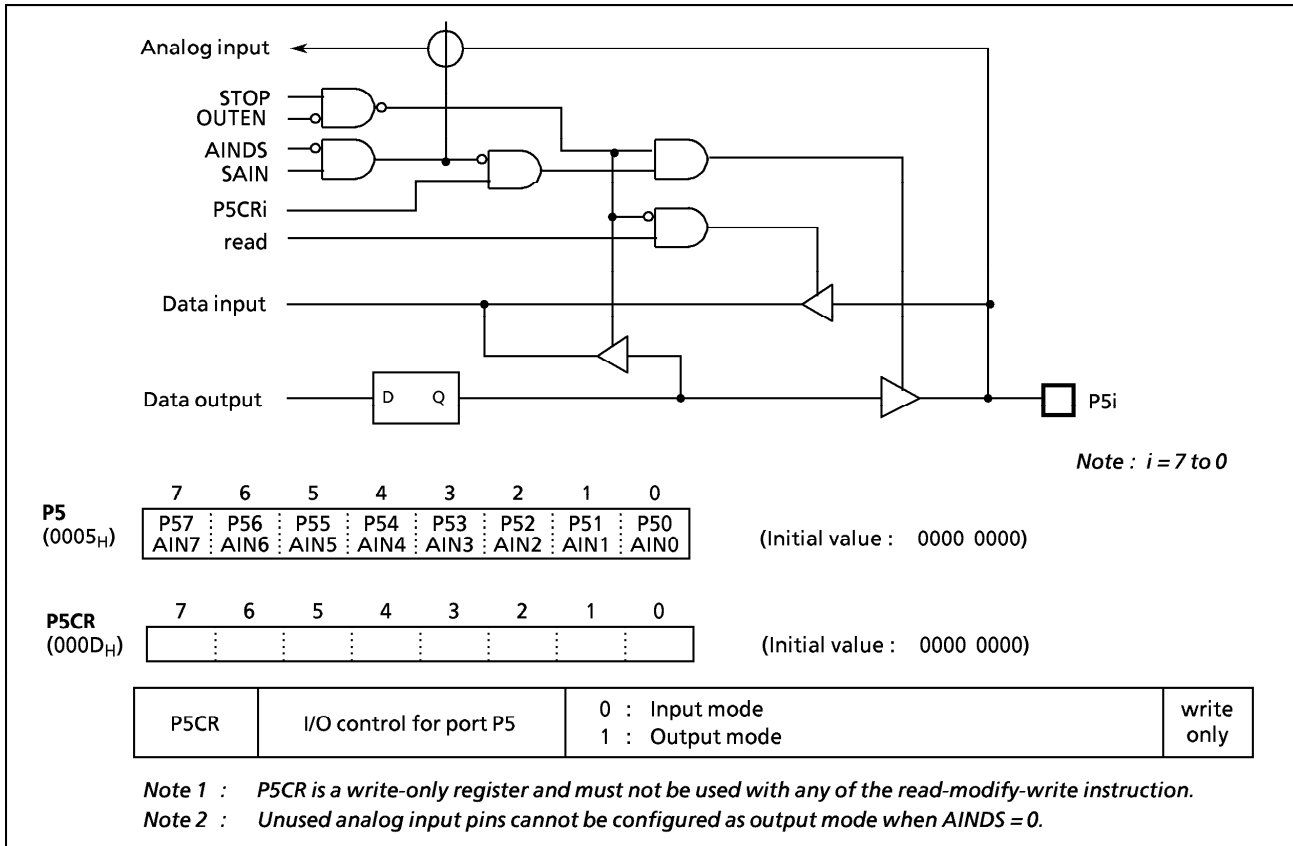 Analog input
STOP
OUTEN
AINDS
SAIN
P5CRi
read
Data input
Data output
D Q
P5i
Note : i = 7 to 0
7 6 5 4 3 2 1 0
P5
(0005H)
P57 P56 P55 P54 P53 P52 P51 P50
AIN7 AIN6 AIN5 AIN4 AIN3 AIN2 AIN1 AIN0
(Initial value : 0000 0000)
7 6 5 4 3 2 1 0
P5CR
(000DH)
(Initial value : 0000 0000)
P5CR I/O control for port P5
0 : Input mode
1 : Output mode
write
only
Note 1 : P5CR is a write-only register and must not be used with any of the read-modify-write instruction.
Note 2 : Unused analog input pins cannot be configured as output mode when AINDS = 0.